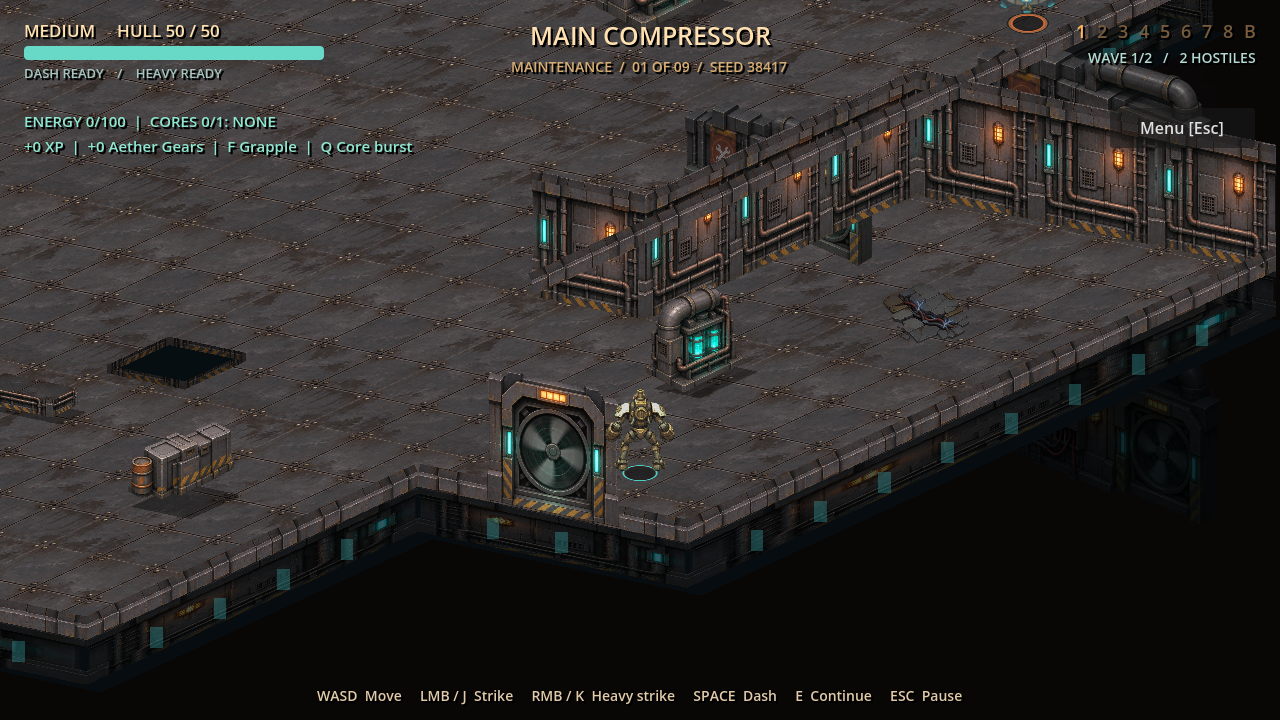 MEDIUM HULL 50 / 50
DASH READY / HEAVY READY
ENERGY 0/100 | CORES 0/1: NONE
+0 XP | +0 Aether Gears | F Grapple | Q Core burst
MAIN COMPRESSOR
MAINTENANCE / 01 OF 09 / SEED 38417
1 2 3 4 5 6 7 8 B
WAVE 1/2 / 2 HOSTILES
Menu [Esc]
WASD Move LMB / J Strike RMB / K Heavy strike SPACE Dash E Continue ESC Pause